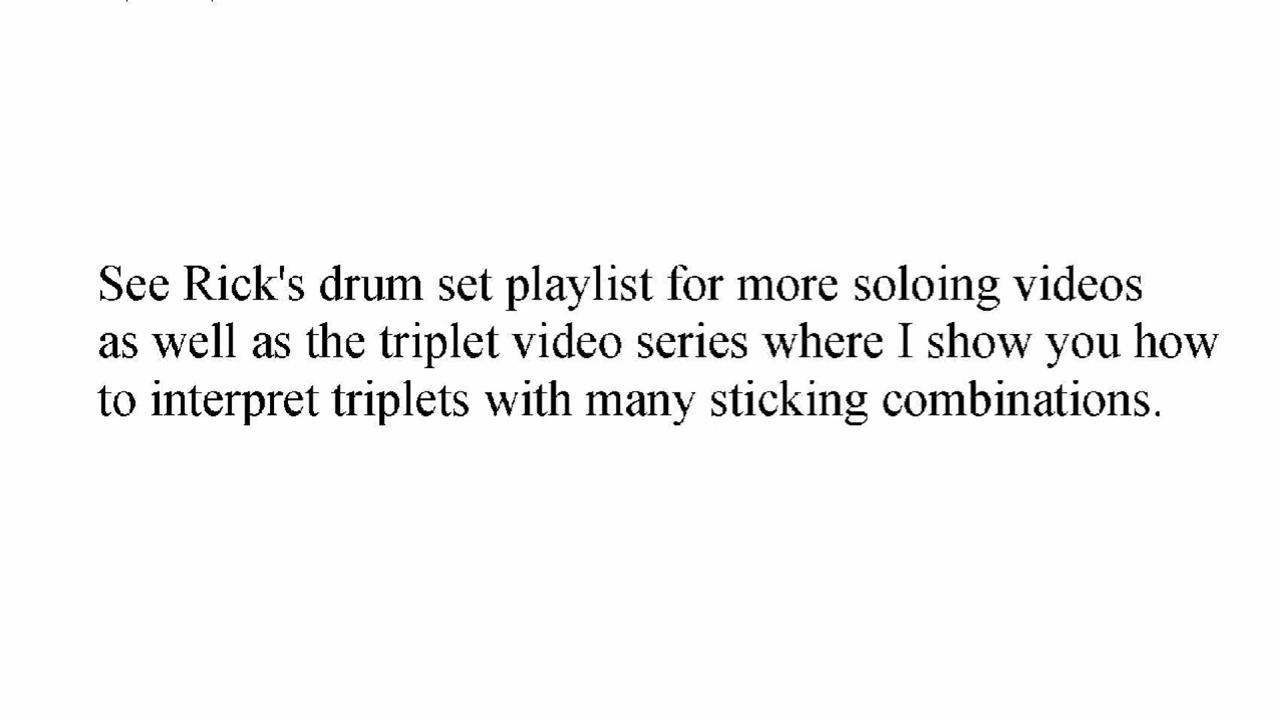 See Rick's drum set playlist for more soloing videos
as well as the triplet video series where I show you how
to interpret triplets with many sticking combinations.